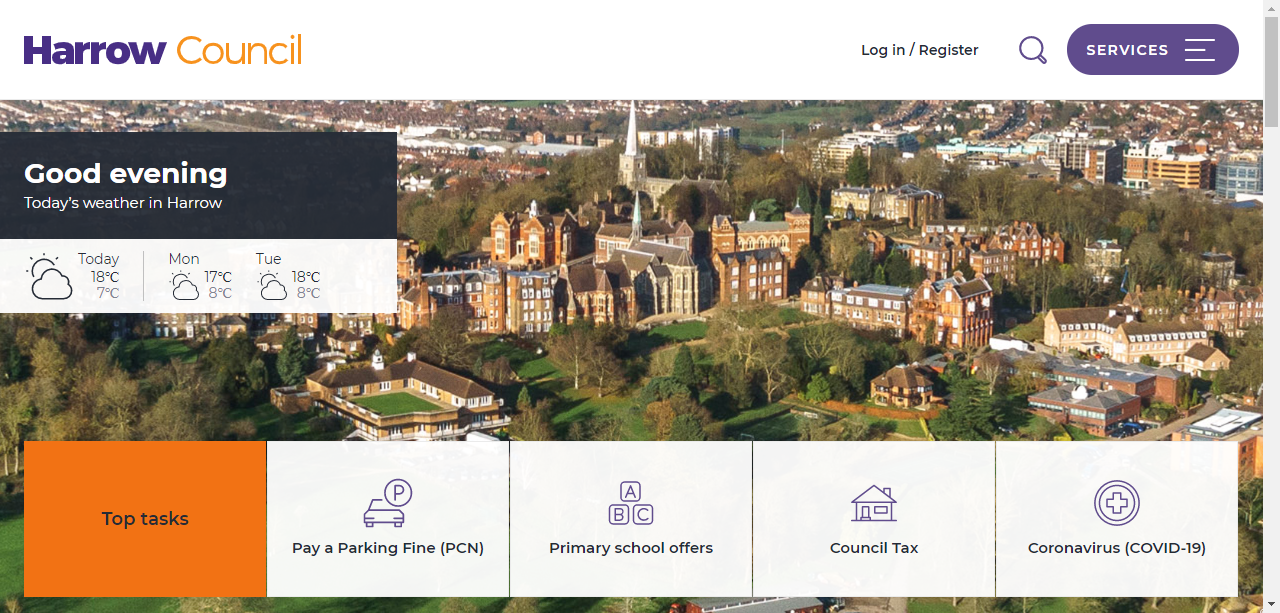 Harrow Council
Log in / Register
SERVICES
Good evening
Today's weather in Harrow
Today
18°C
7°C
Mon
17°C
8°C
Tue
18°C
8°C
Top tasks
P
Pay a Parking Fine (PCN)
A
B C
Primary school offers
Council Tax
Coronavirus (COVID-19)